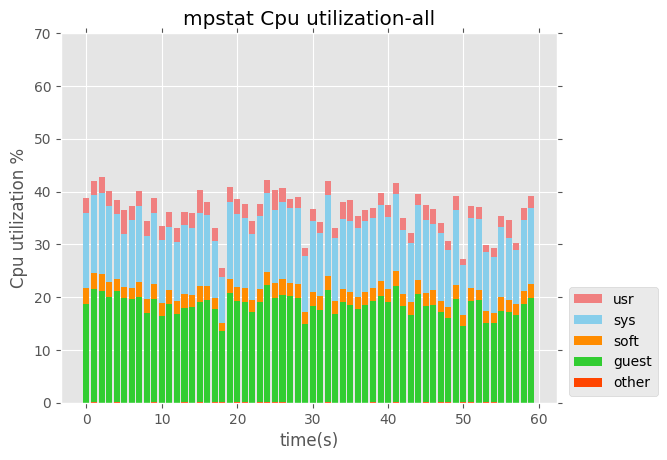 mpstat Cpu utilization-all
70
60
50
40
30
20
10
0
Cpu utilization %
0 10 20 30 40 50 60
time(s)
usr
sys
soft
guest
other